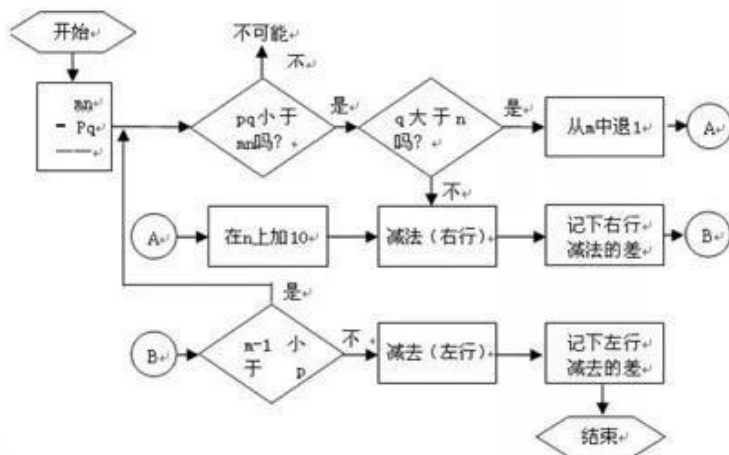 开始
不可能
不
mn
- Pq
——
pq小于
mn吗?
是
q大于n
吗?
是
从m中退1
A
不
A
在n上加10
减法（右行）
记下右行
减法的差
B
是
B
m-1 小
于 p
不
减去（左行）
记下左行
减去的差
结束